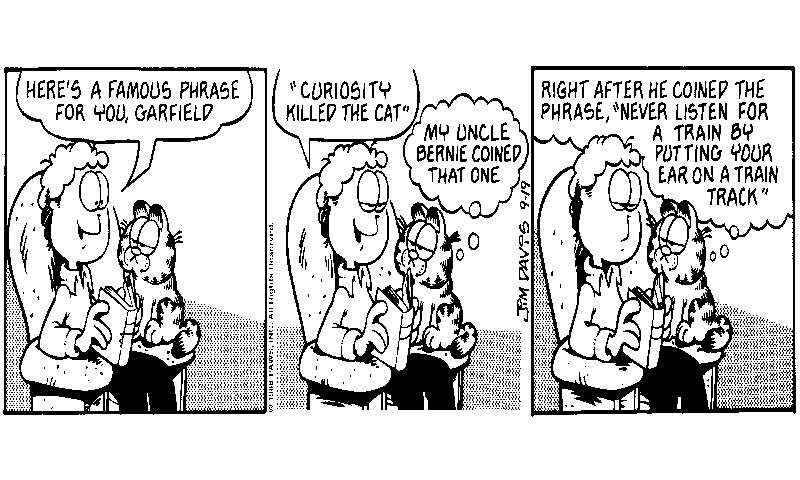 HERE'S A FAMOUS PHRASE
FOR YOU, GARFIELD
"CURIOSITY
KILLED THE CAT"
MY UNCLE
BERNIE COINED
THAT ONE
JIM DAVIS 9-19
RIGHT AFTER HE COINED THE
PHRASE, "NEVER LISTEN FOR
A TRAIN BY
PUTTING YOUR
EAR ON A TRAIN
TRACK"